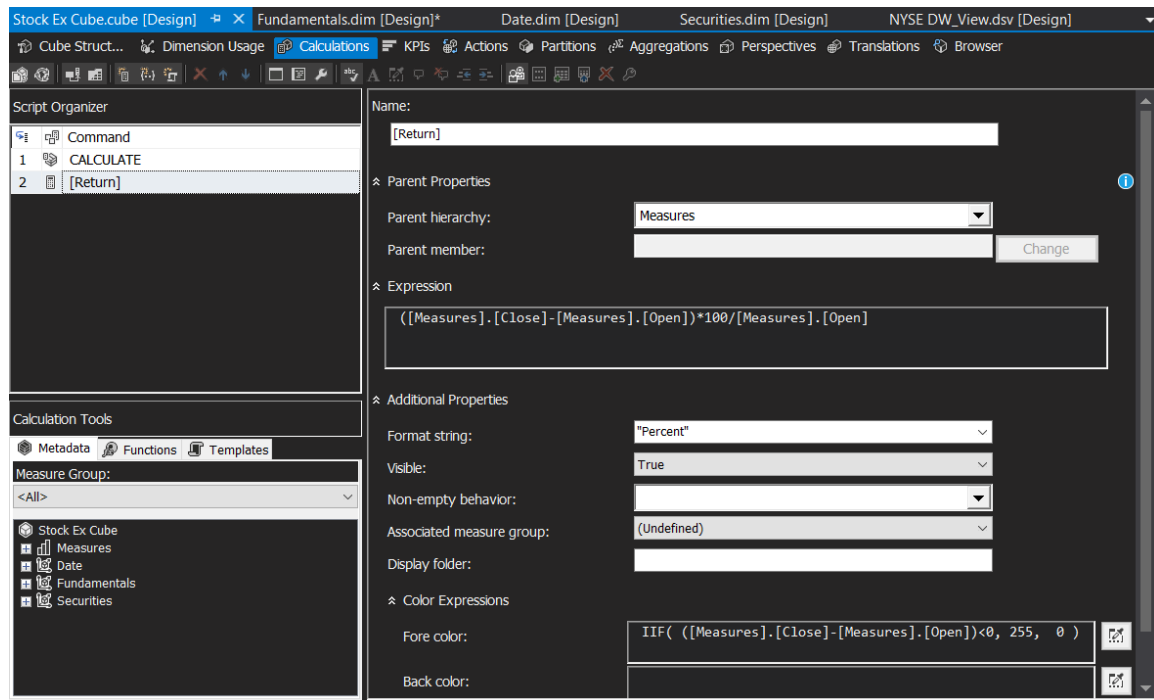 Stock Ex Cube.cube [Design] Fundamentals.dim [Design]* Date.dim [Design] Securities.dim [Design] NYSE DW_View.dsv [Design]
Cube Struct... Dimension Usage Calculations KPIs Actions Partitions Aggregations Perspectives Translations Browser
Script Organizer
Command
1 CALCULATE
2 [Return]
Calculation Tools
Metadata Functions Templates
Measure Group:
<All>
Stock Ex Cube
Measures
Date
Fundamentals
Securities
Name:
[Return]
Parent Properties
Parent hierarchy: Measures
Parent member: Change
Expression
([Measures].[Close]-[Measures].[Open])*100/[Measures].[Open]
Additional Properties
Format string: "Percent"
Visible: True
Non-empty behavior:
Associated measure group: (Undefined)
Display folder:
Color Expressions
Fore color: IIF( ([Measures].[Close]-[Measures].[Open])<0, 255, 0 )
Back color: